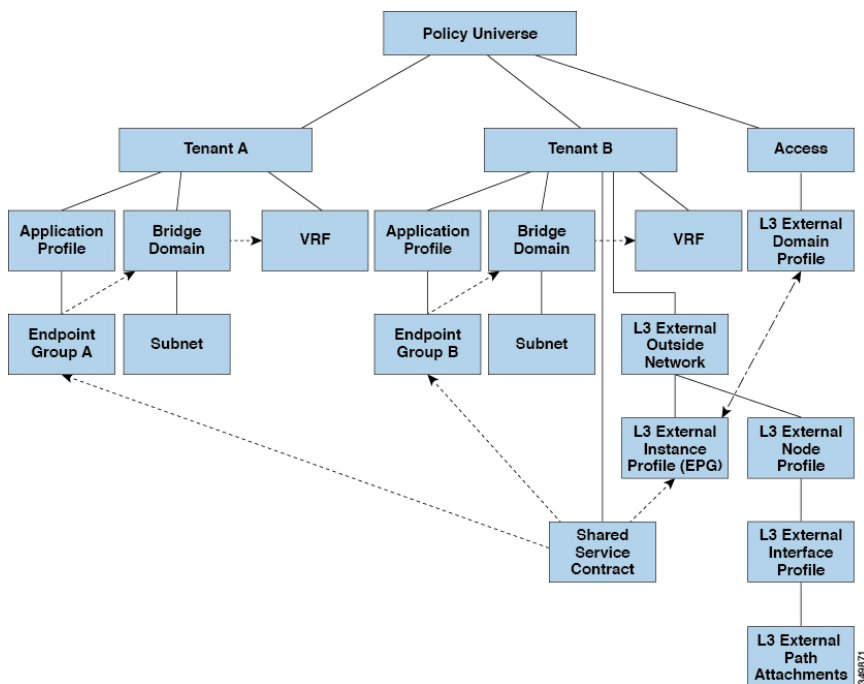 Policy Universe
Tenant A
Tenant B
Access
Application
Profile
Bridge
Domain
VRF
Application
Profile
Bridge
Domain
VRF
L3 External
Domain
Profile
Endpoint
Group A
Subnet
Endpoint
Group B
Subnet
L3 External
Outside
Network
L3 External
Instance
Profile (EPG)
L3 External
Node
Profile
Shared
Service
Contract
L3 External
Interface
Profile
L3 External
Path
Attachments
349871